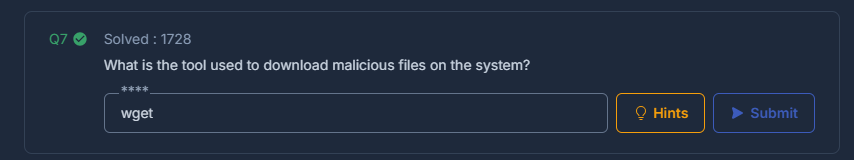 Q7 Solved : 1728
What is the tool used to download malicious files on the system?
****
wget Hints Submit